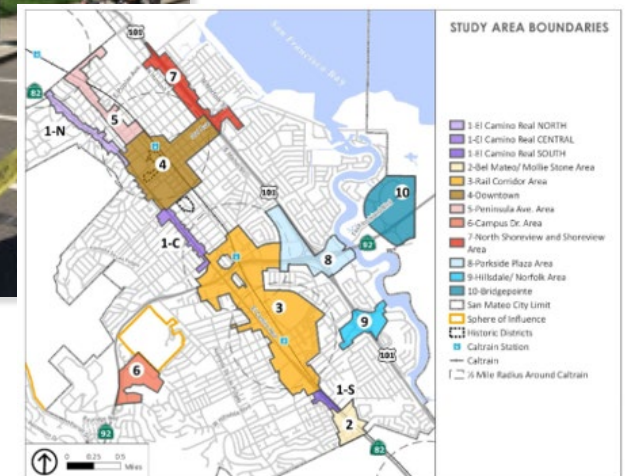 STUDY AREA BOUNDARIES
1-El Camino Real NORTH
1-El Camino Real CENTRAL
1-El Camino Real SOUTH
2-Bel Mateo/ Mollie Stone Area
3-Rail Corridor Area
4-Downtown
5-Peninsula Ave. Area
6-Campus Dr. Area
7-North Shoreview and Shoreview
Area
8-Parkside Plaza Area
9-Hillsdale/ Norfolk Area
10-Bridgepointe
San Mateo City Limit
Sphere of Influence
Historic Districts
Caltrain Station
Caltrain
½ Mile Radius Around Caltrain
San Francisco Bay
101
82
7
5
1-N
4
10
101
92
1-C
8
3
9
101
6
1-S
2
92
82
0 0.25 0.5
Miles